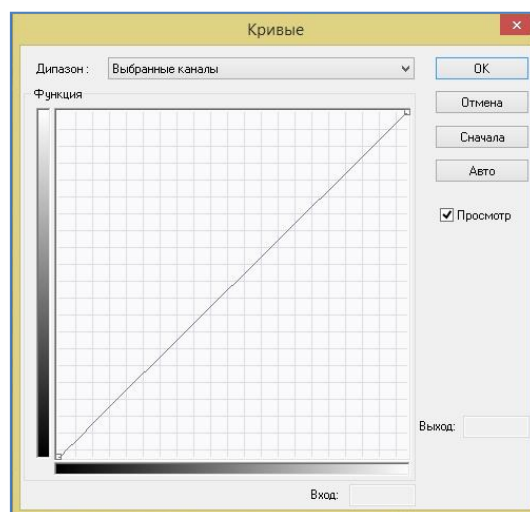 Кривые
Дипазон :
Выбранные каналы
OK
Функция
Отмена
Сначала
Авто
Просмотр
Выход:
Вход: